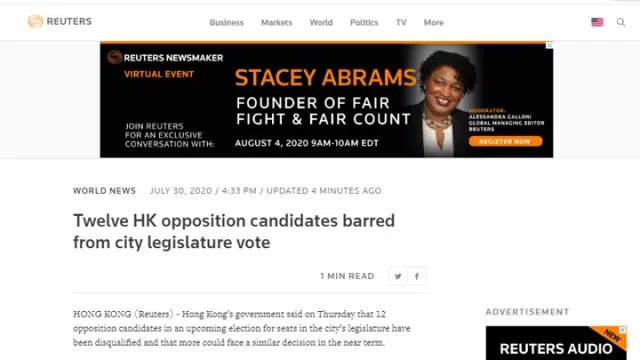 REUTERS
Business Markets World Politics TV More
REUTERS NEWSMAKER
VIRTUAL EVENT
JOIN REUTERS
FOR AN EXCLUSIVE
CONVERSATION WITH:
STACEY ABRAMS
FOUNDER OF FAIR
FIGHT & FAIR COUNT
AUGUST 4, 2020 9AM-10AM EDT
MODERATOR:
ALESSANDRA GALLONI
GLOBAL MANAGING EDITOR
REUTERS
REGISTER NOW
WORLD NEWS JULY 30, 2020 / 4:33 PM / UPDATED 4 MINUTES AGO
Twelve HK opposition candidates barred
from city legislature vote
1 MIN READ
HONG KONG (Reuters) - Hong Kong's government said on Thursday that 12
opposition candidates in an upcoming election for seats in the city's legislature have
been disqualified and that more could face a similar decision in the near term.
ADVERTISEMENT
NEW
REUTERS AUDIO